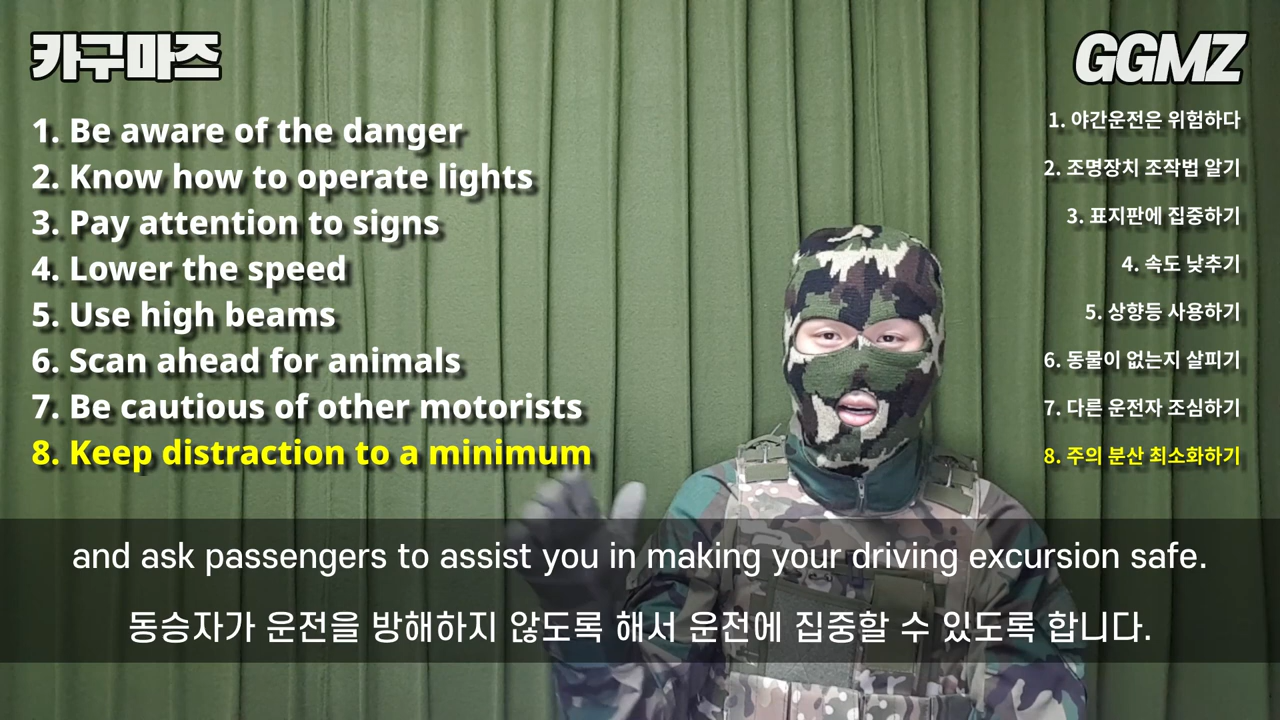 카구마즈
GGMZ
1. Be aware of the danger
2. Know how to operate lights
3. Pay attention to signs
4. Lower the speed
5. Use high beams
6. Scan ahead for animals
7. Be cautious of other motorists
8. Keep distraction to a minimum
1. 야간운전은 위험하다
2. 조명장치 조작법 알기
3. 표지판에 집중하기
4. 속도 낮추기
5. 상향등 사용하기
6. 동물이 없는지 살피기
7. 다른 운전자 조심하기
8. 주의 분산 최소화하기
and ask passengers to assist you in making your driving excursion safe.
동승자가 운전을 방해하지 않도록 해서 운전에 집중할 수 있도록 합니다.